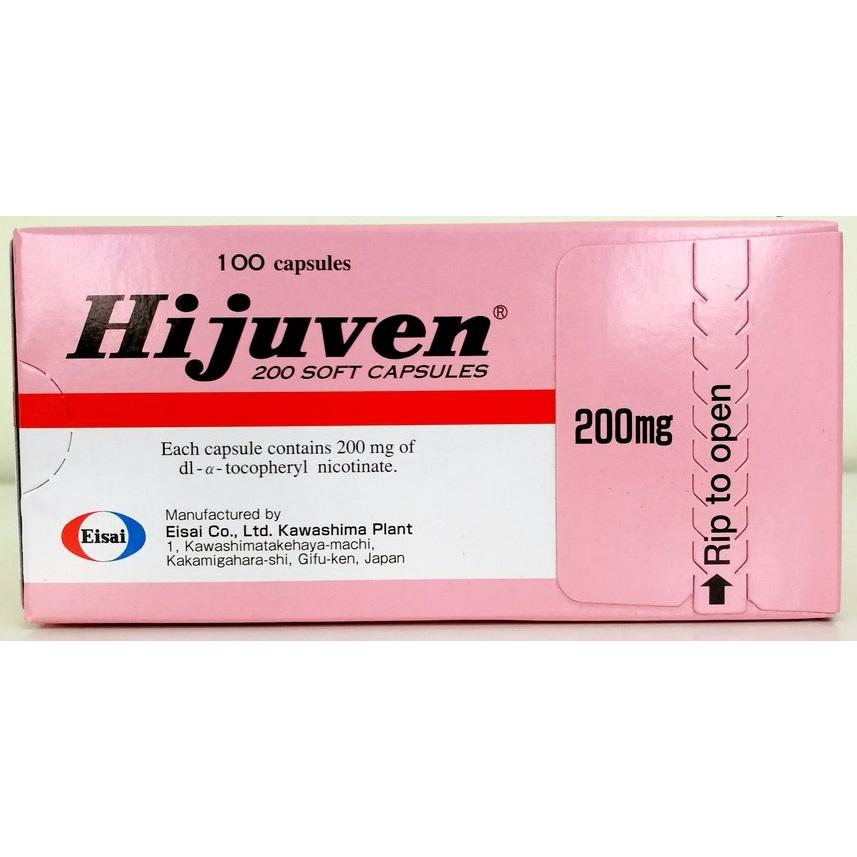 100 capsules
Hijuven®
200 SOFT CAPSULES
Each capsule contains 200 mg of
dl-α-tocopheryl nicotinate.
Eisai
Manufactured by
Eisai Co., Ltd. Kawashima Plant
1, Kawashimatakehaya-machi,
Kakamigahara-shi, Gifu-ken, Japan
200mg
Rip to open